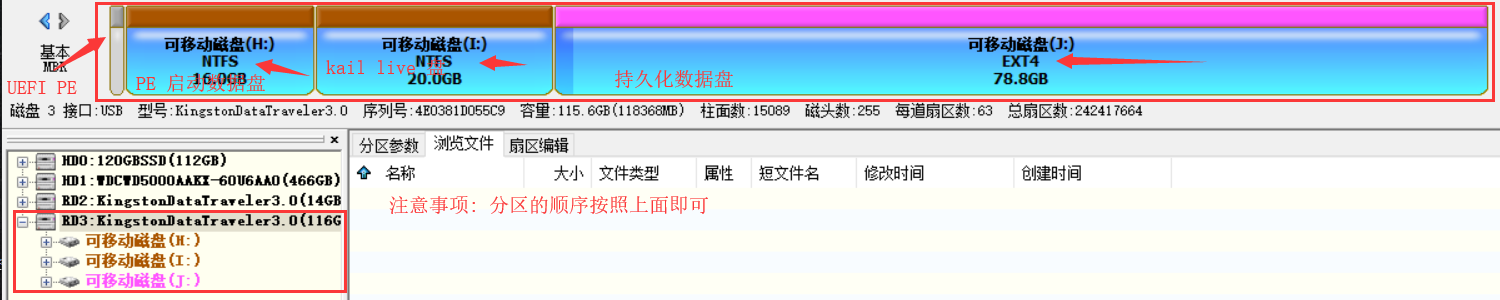 可移动磁盘(H:)
NTFS
16.0GB
可移动磁盘(I:)
NTFS
20.0GB
可移动磁盘(J:)
EXT4
78.8GB
基本
MBR
UEFI PE
PE 启动数据盘
kail live 盘
持久化数据盘
磁盘 3 接口:USB 型号:KingstonDataTraveler3.0 序列号:4E0381D055C9 容量:115.6GB(118368MB) 柱面数:15089 磁头数:255 每道扇区数:63 总扇区数:242417664
HD0:120GBSSD(112GB)
HD1:WDCWD5000AAKX-60U6AA0(466GB)
RD2:KingstonDataTraveler3.0(14GB
RD3:KingstonDataTraveler3.0(116G
可移动磁盘(H:)
可移动磁盘(I:)
可移动磁盘(J:)
分区参数 浏览文件 扇区编辑
名称 大小 文件类型 属性 短文件名 修改时间 创建时间
注意事项: 分区的顺序按照上面即可